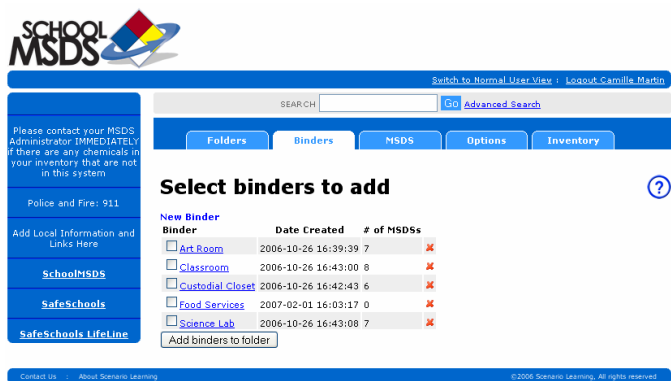 SCHOOL
MSDS
Switch to Normal User View : Logout Camille Martin
SEARCH Go Advanced Search
Folders Binders MSDS Options Inventory
Please contact your MSDS
Administrator IMMEDIATELY
if there are any chemicals in
your inventory that are not
in this system
Police and Fire: 911
Add Local Information and
Links Here
SchoolMSDS
SafeSchools
SafeSchools LifeLine
Select binders to add
?
New Binder
Binder Date Created # of MSDSs
Art Room 2006-10-26 16:39:39 7
Classroom 2006-10-26 16:43:00 8
Custodial Closet 2006-10-26 16:42:43 6
Food Services 2007-02-01 16:03:17 0
Science Lab 2006-10-26 16:43:08 7
Add binders to folder
Contact Us : About Scenario Learning
©2006 Scenario Learning, All rights reserved